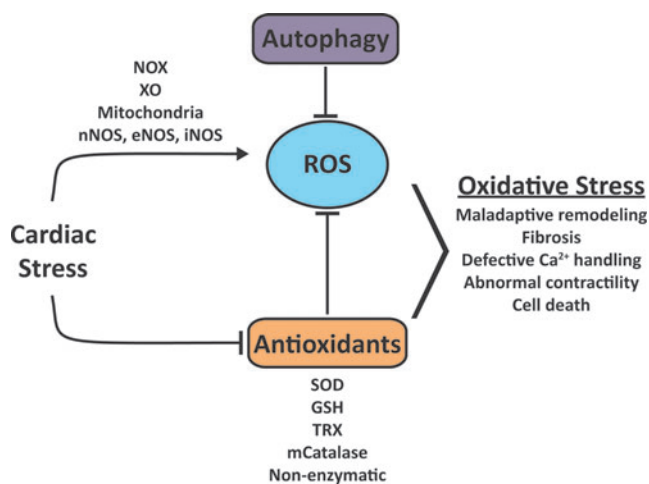 Autophagy
NOX
XO
Mitochondria
nNOS, eNOS, iNOS
ROS
Cardiac
Stress
Oxidative Stress
Maladaptive remodeling
Fibrosis
Defective Ca²⁺ handling
Abnormal contractility
Cell death
Antioxidants
SOD
GSH
TRX
mCatalase
Non-enzymatic